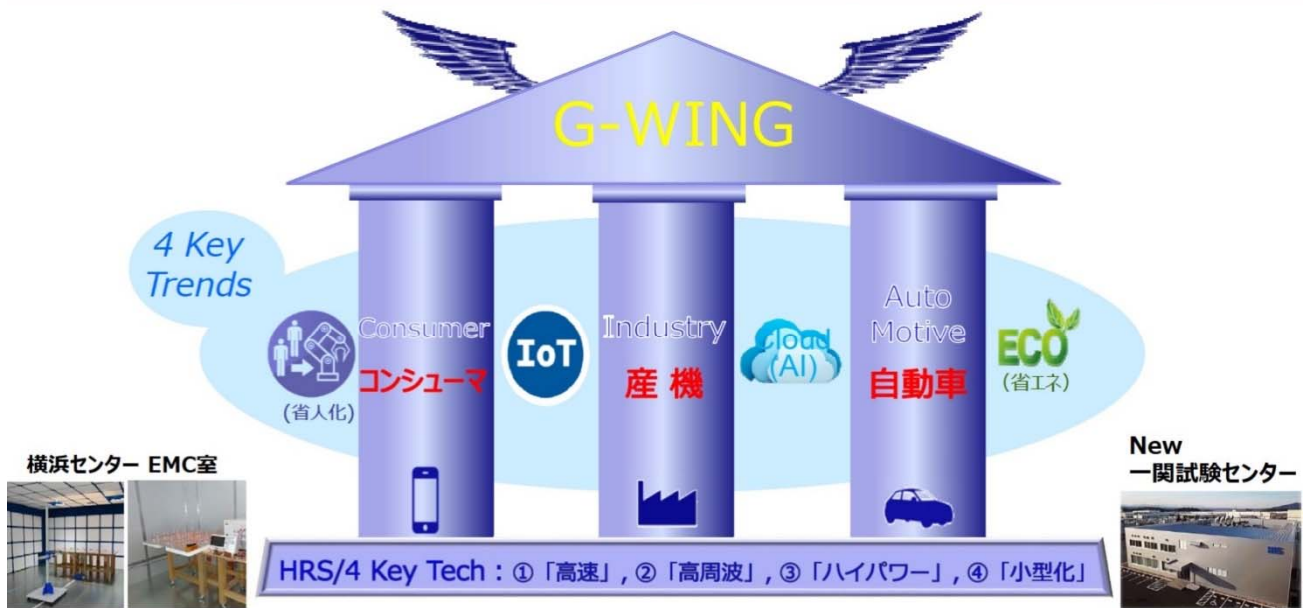 G-WING
4 Key
Trends
Consumer
コンシューマ
Industry
産 機
Auto
Motive
自動車
(省人化)
IoT
Cloud
(AI)
ECO
(省エネ)
横浜センター EMC室
New
一関試験センター
HRS/4 Key Tech : ①「高速」, ②「高周波」, ③「ハイパワー」, ④「小型化」